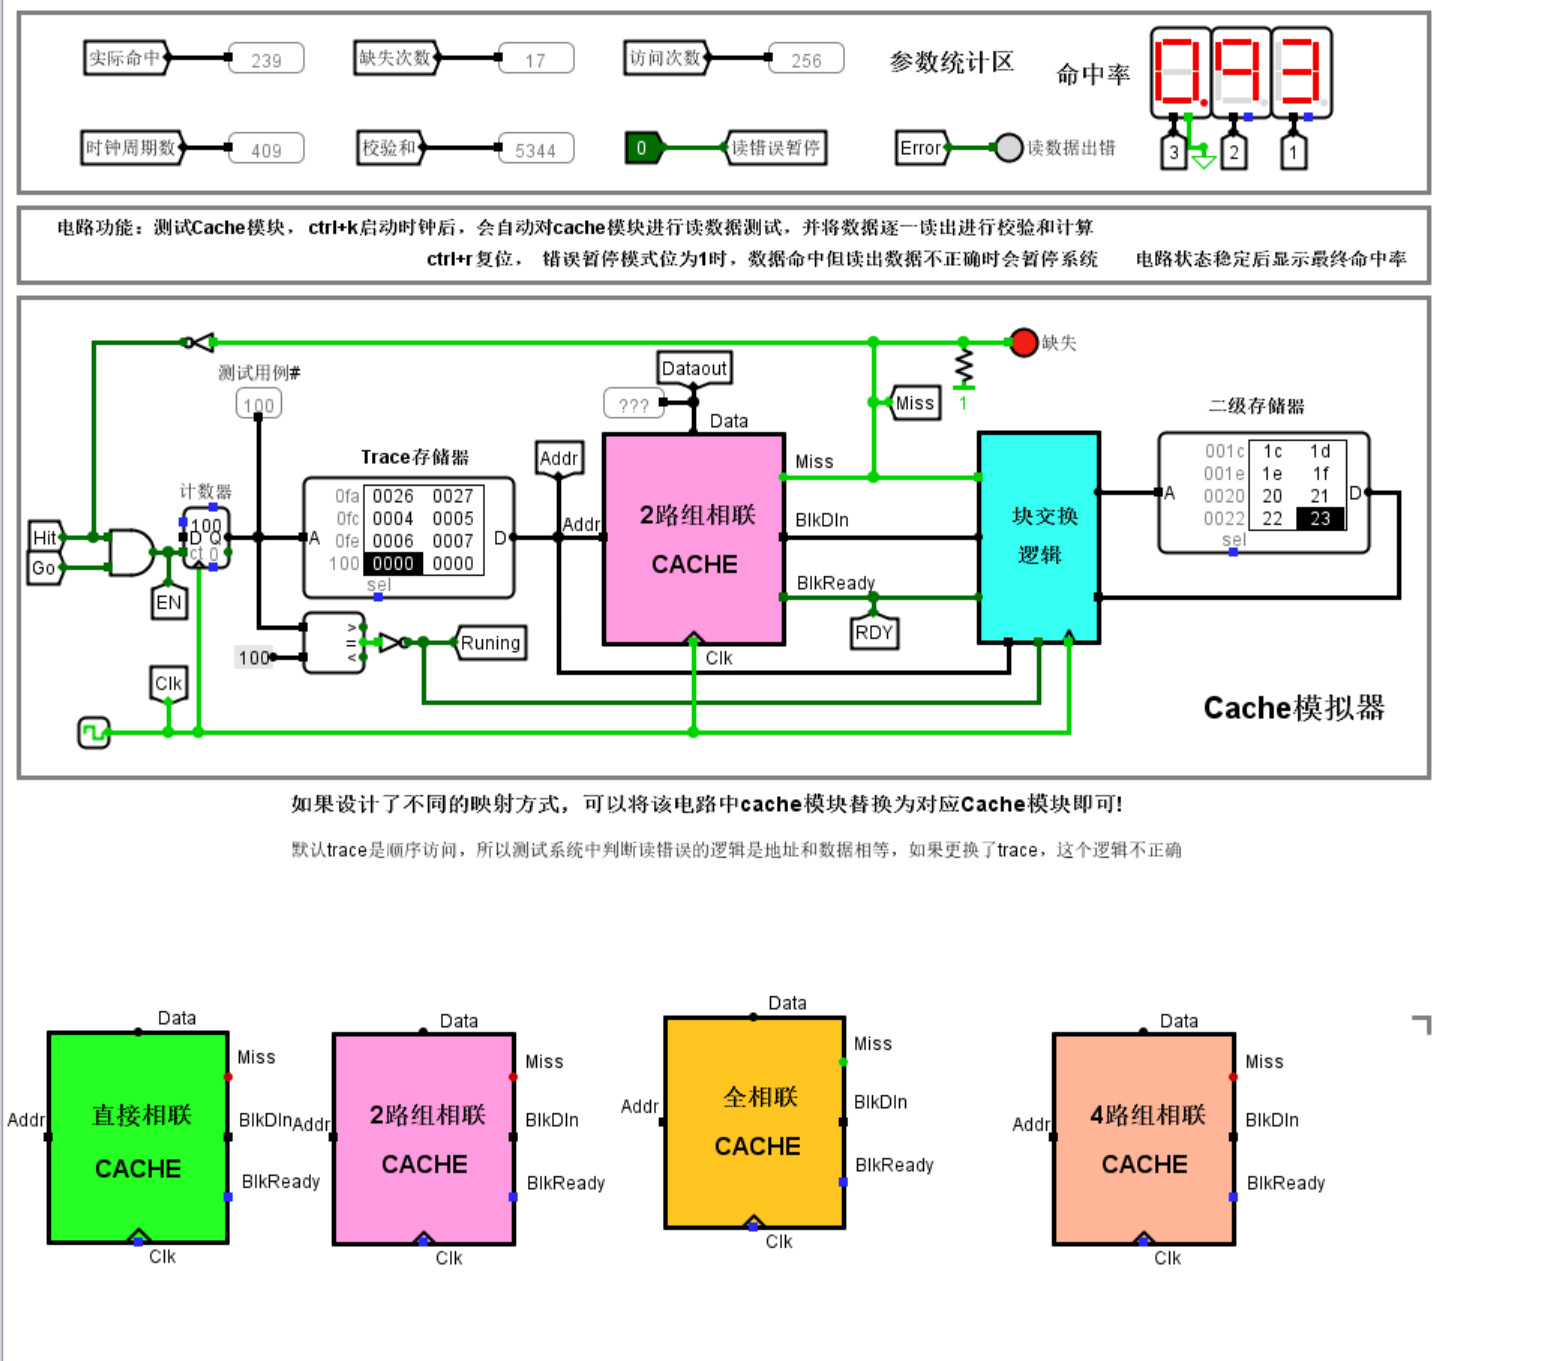 实际命中 239 缺失次数 17 访问次数 256 参数统计区 命中率 0.93
时钟周期数 409 校验和 5344 0 读错误暂停 Error 读数据出错 3 2 1
电路功能：测试Cache模块，ctrl+k启动时钟后，会自动对cache模块进行读数据测试，并将数据逐一读出进行校验和计算
ctrl+r复位， 错误暂停模式位为1时，数据命中但读出数据不正确时会暂停系统 电路状态稳定后显示最终命中率
缺失
测试用例#
100
Dataout
???
Data
Miss
1
二级存储器
001c 1c 1d
001e 1e 1f
0020 20 21
0022 22 23
A
D
sel
Trace存储器
0fa 0026 0027
0fc 0004 0005
0fe 0006 0007
100 0000 0000
A
D
sel
计数器
100
D Q
ct 0
Hit
Go
EN
Addr
Addr
2路组相联
CACHE
Miss
BlkDIn
BlkReady
RDY
块交换
逻辑
> = <
100
Runing
Clk
Clk
Cache模拟器
如果设计了不同的映射方式，可以将该电路中cache模块替换为对应Cache模块即可!
默认trace是顺序访问，所以测试系统中判断读错误的逻辑是地址和数据相等，如果更换了trace，这个逻辑不正确
Data
Miss
Addr
直接相联
CACHE
BlkDIn
BlkReady
Clk
Data
Miss
Addr
2路组相联
CACHE
BlkDIn
BlkReady
Clk
Data
Miss
Addr
全相联
CACHE
BlkDIn
BlkReady
Clk
Data
Miss
Addr
4路组相联
CACHE
BlkDIn
BlkReady
Clk